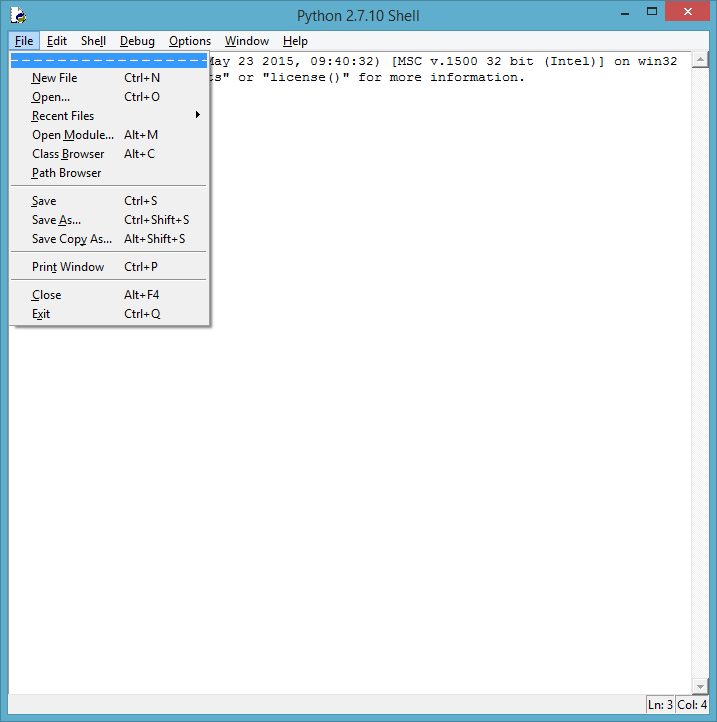 Python 2.7.10 Shell
File Edit Shell Debug Options Window Help
May 23 2015, 09:40:32) [MSC v.1500 32 bit (Intel)] on win32
ts" or "license()" for more information.
New File Ctrl+N
Open... Ctrl+O
Recent Files
Open Module... Alt+M
Class Browser Alt+C
Path Browser
Save Ctrl+S
Save As... Ctrl+Shift+S
Save Copy As... Alt+Shift+S
Print Window Ctrl+P
Close Alt+F4
Exit Ctrl+Q
Ln: 3 Col: 4